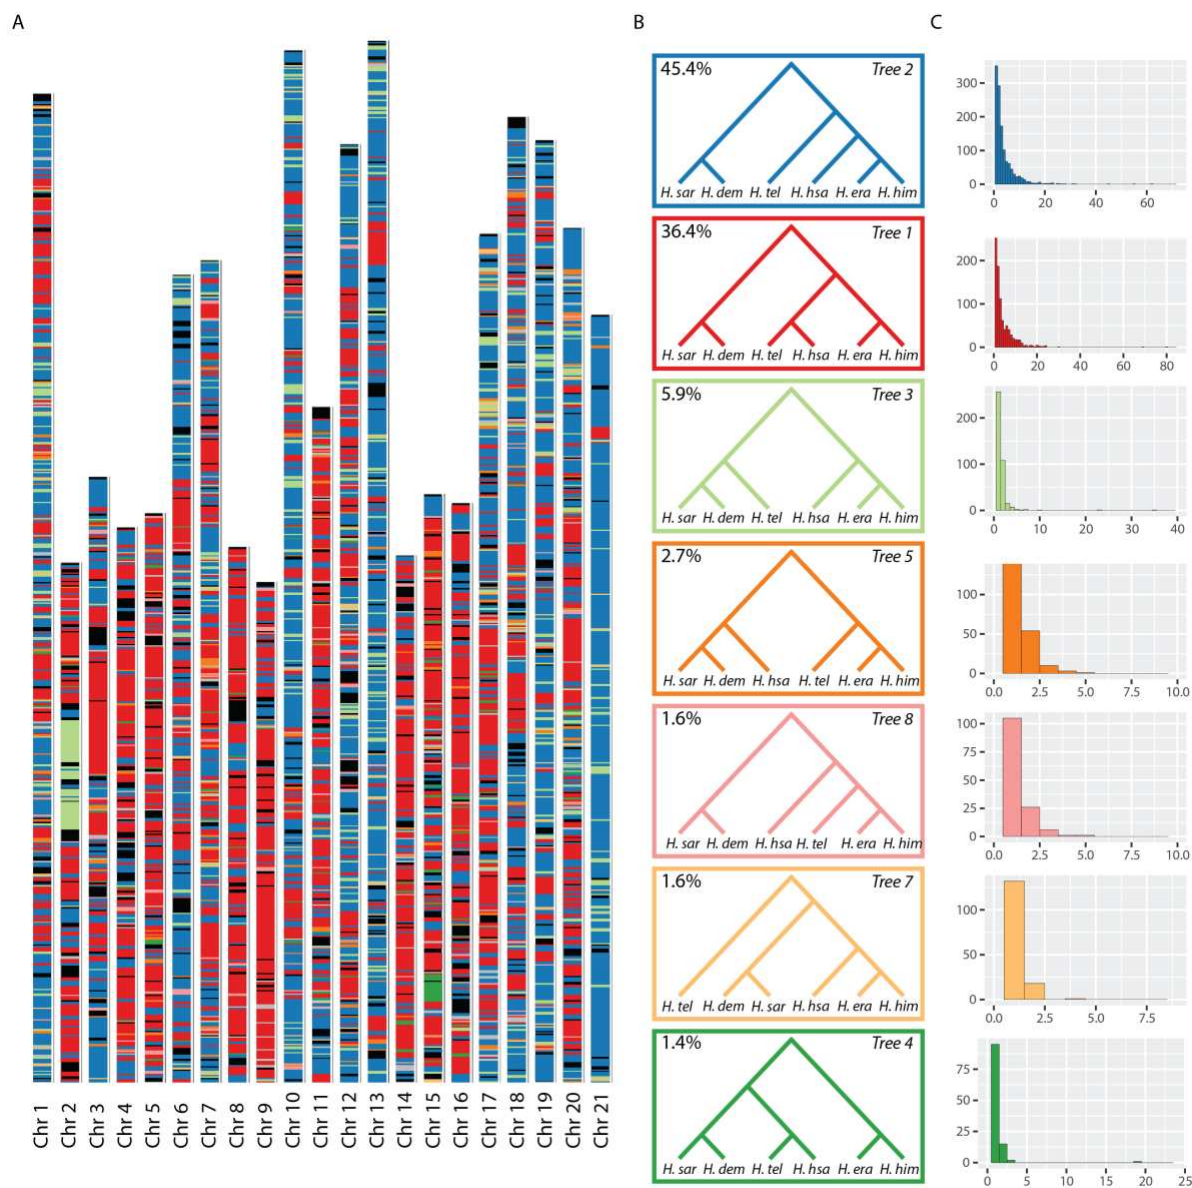 A
B
C
45.4%
Tree 2
H. sar H. dem H. tel H. hsa H. era H. him
300
200
100
0
0 20 40 60
36.4%
Tree 1
H. sar H. dem H. tel H. hsa H. era H. him
200
100
0
0 20 40 60 80
5.9%
Tree 3
H. sar H. dem H. tel H. hsa H. era H. him
200
100
0
0 10 20 30 40
2.7%
Tree 5
H. sar H. dem H. hsa H. tel H. era H. him
100
50
0
0.0 2.5 5.0 7.5 10.0
1.6%
Tree 8
H. sar H. dem H. hsa H. tel H. era H. him
100
75
50
25
0
0.0 2.5 5.0 7.5 10.0
1.6%
Tree 7
H. tel H. dem H. sar H. hsa H. era H. him
100
50
0
0.0 2.5 5.0 7.5
1.4%
Tree 4
H. sar H. dem H. tel H. hsa H. era H. him
75
50
25
0
0 5 10 15 20 25
Chr 1
Chr 2
Chr 3
Chr 4
Chr 5
Chr 6
Chr 7
Chr 8
Chr 9
Chr 10
Chr 11
Chr 12
Chr 13
Chr 14
Chr 15
Chr 16
Chr 17
Chr 18
Chr 19
Chr 20
Chr 21